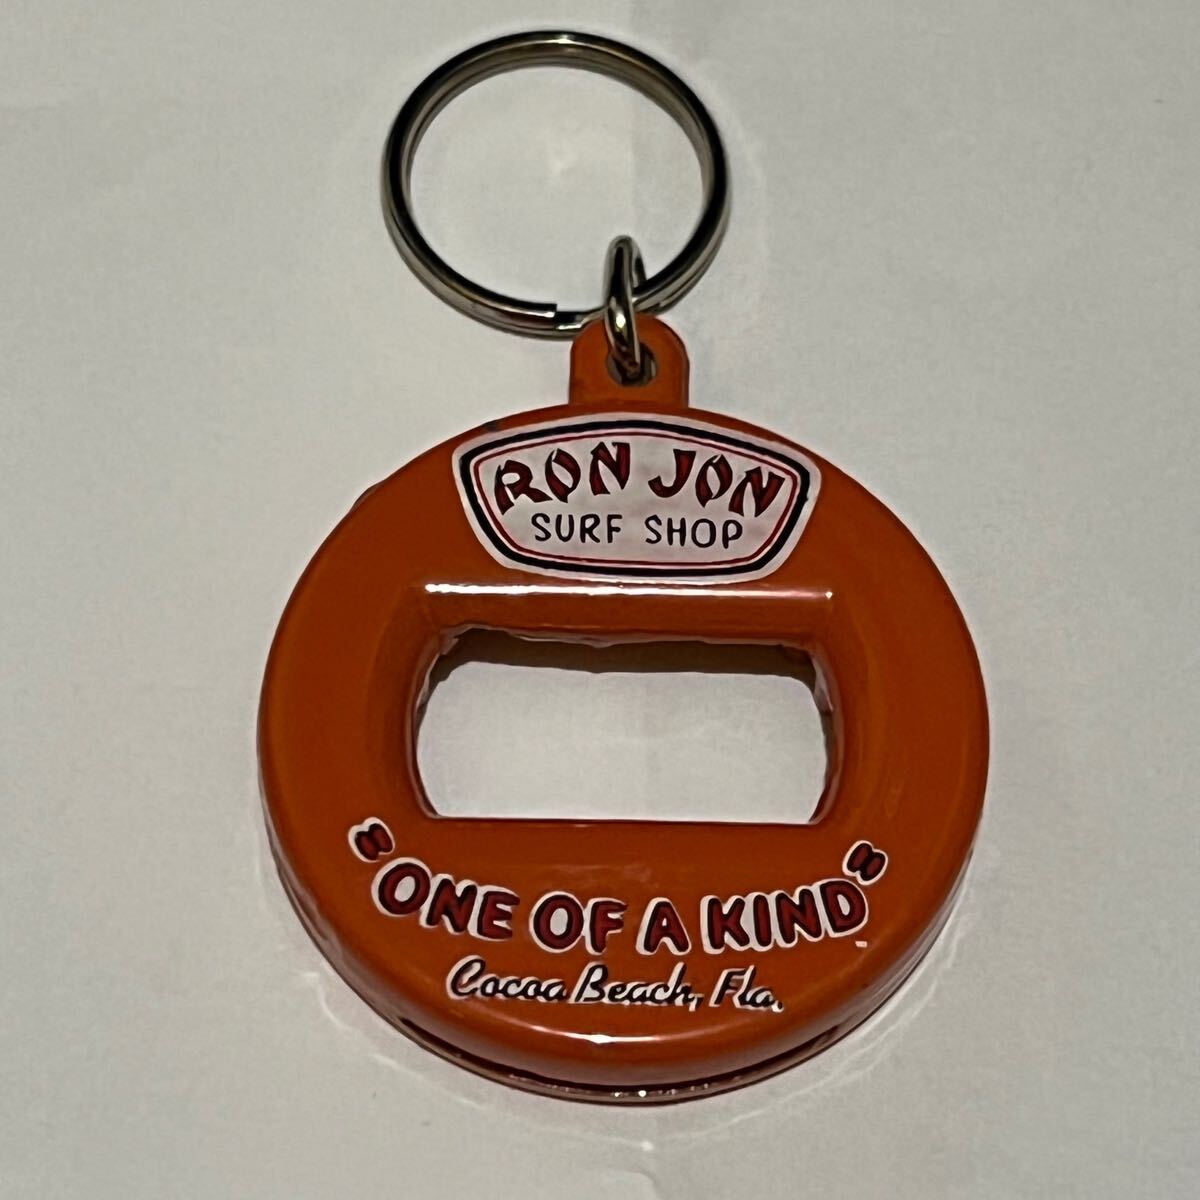 RON JON
SURF SHOP
"ONE OF A KIND"
Cocoa Beach, Fla.